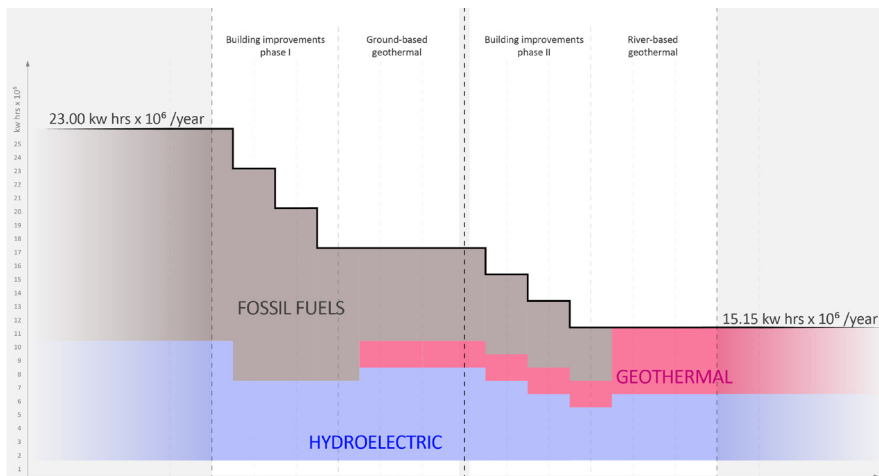 Building improvements
phase I
Ground-based
geothermal
Building improvements
phase II
River-based
geothermal
kw hrs x 10⁶
23.00 kw hrs x 10⁶ /year
25
24
23
22
21
20
19
18
17
16
15
14
13
12
11
10
9
8
7
6
5
4
3
2
1
FOSSIL FUELS
15.15 kw hrs x 10⁶ /year
GEOTHERMAL
HYDROELECTRIC